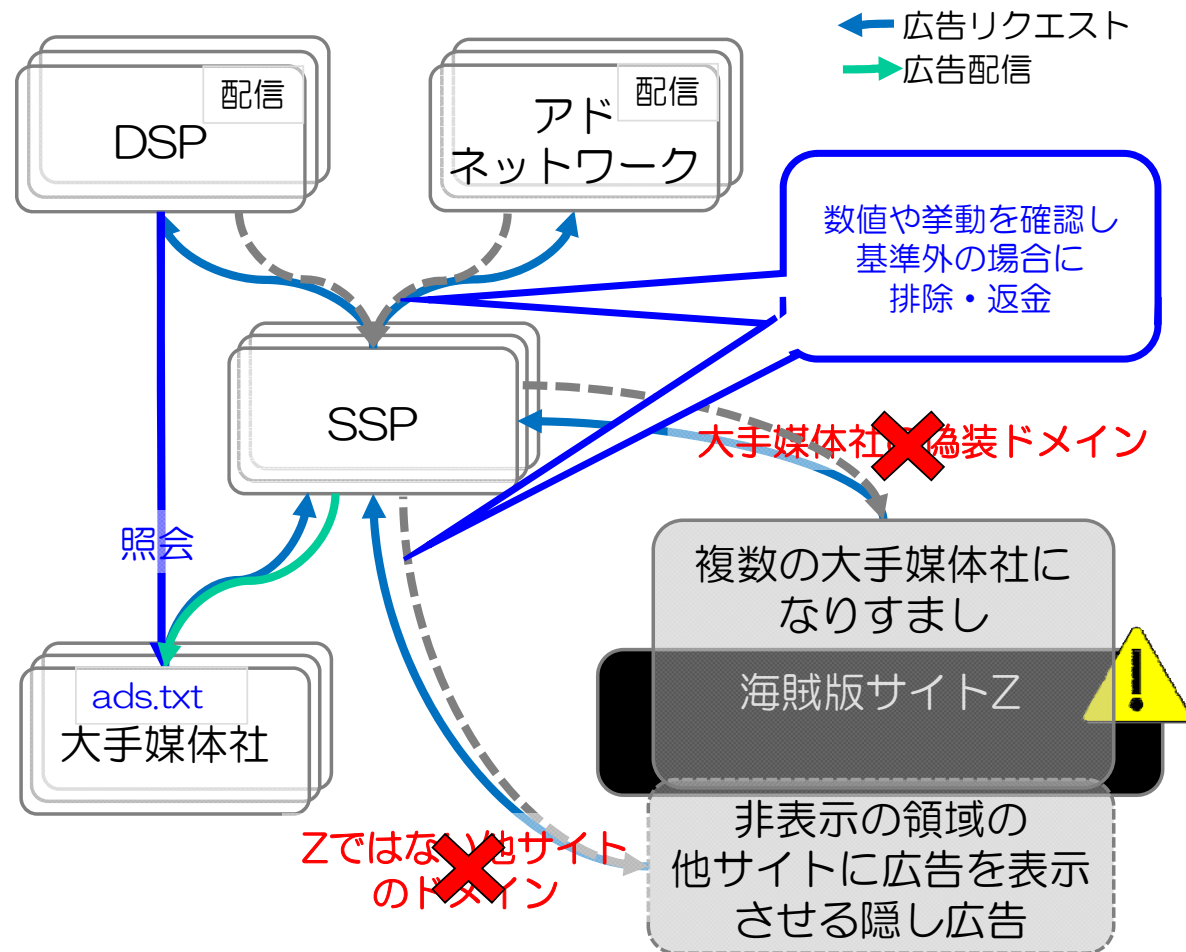 広告リクエスト
広告配信
配信
DSP
配信
アド
ネットワーク
数値や挙動を確認し
基準外の場合に
排除・返金
SSP
大手媒体社の偽装ドメイン
照会
複数の大手媒体社に
なりすまし
海賊版サイトZ
ads.txt
大手媒体社
Zではない他サイト
のドメイン
非表示の領域の
他サイトに広告を表示
させる隠し広告